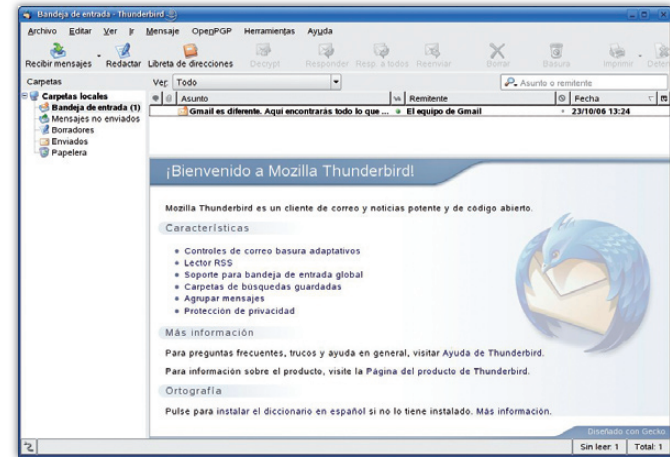 Bandeja de entrada - Thunderbird
Archivo Editar Ver Ir Mensaje OpenPGP Herramientas Ayuda
Recibir mensajes Redactar Libreta de direcciones Decrypt Responder Resp. a todos Reenviar Borrar Basura Imprimir
Carpetas Ver: Todo Asunto o remitente
Carpetas locales
Bandeja de entrada (1)
Mensajes no enviados
Borradores
Enviados
Papelera
Asunto Remitente Fecha
Gmail es diferente. Aquí encontrarás todo lo que ... El equipo de Gmail 23/10/06 13:24
¡Bienvenido a Mozilla Thunderbird!
Mozilla Thunderbird es un cliente de correo y noticias potente y de código abierto.
Características
Controles de correo basura adaptativos
Lector RSS
Soporte para bandeja de entrada global
Carpetas de búsquedas guardadas
Agrupar mensajes
Protección de privacidad
Más información
Para preguntas frecuentes, trucos y ayuda en general, visitar Ayuda de Thunderbird.
Para información sobre el producto, visite la Página del producto de Thunderbird.
Ortografía
Pulse para instalar el diccionario en español si no lo tiene instalado. Más información.
Diseñado con Gecko
Sin leer: 1 Total: 1